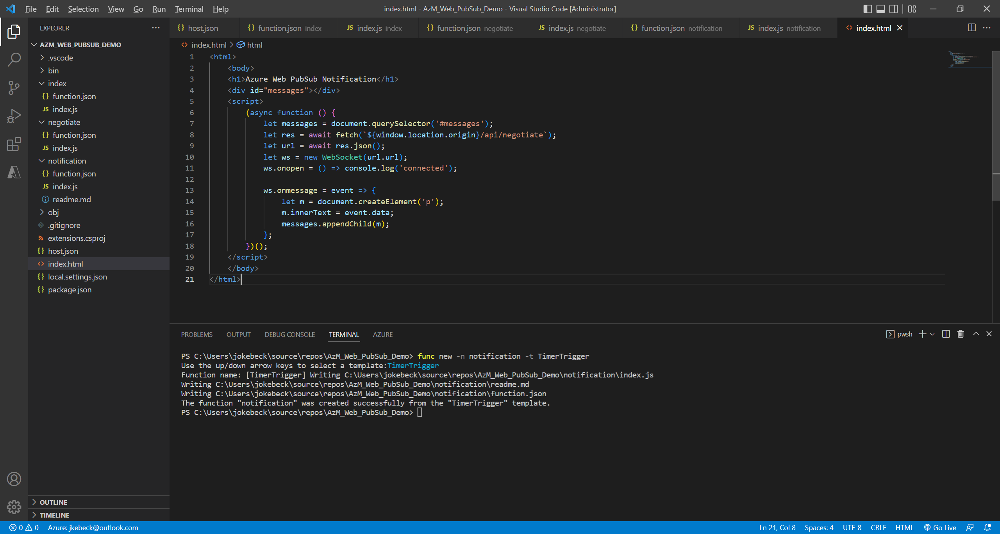 File Edit Selection View Go Run Terminal Help
index.html - AzM_Web_PubSub_Demo - Visual Studio Code [Administrator]
EXPLORER
AZM_WEB_PUBSUB_DEMO
.vscode
bin
index
{} function.json
JS index.js
negotiate
{} function.json
JS index.js
notification
{} function.json
JS index.js
readme.md
obj
.gitignore
extensions.csproj
{} host.json
<> index.html
{} local.settings.json
{} package.json
OUTLINE
TIMELINE
{} host.json {} function.json index JS index.js index {} function.json negotiate JS index.js negotiate {} function.json notification JS index.js notification <> index.html
<> index.html > html
1 <html>
2 <body>
3 <h1>Azure Web PubSub Notification</h1>
4 <div id="messages"></div>
5 <script>
6 (async function () {
7 let messages = document.querySelector('#messages');
8 let res = await fetch(`${window.location.origin}/api/negotiate`);
9 let url = await res.json();
10 let ws = new WebSocket(url.url);
11 ws.onopen = () => console.log('connected');
12
13 ws.onmessage = event => {
14 let m = document.createElement('p');
15 m.innerText = event.data;
16 messages.appendChild(m);
17 };
18 })();
19 </script>
20 </body>
21 </html>
PROBLEMS OUTPUT DEBUG CONSOLE TERMINAL AZURE
pwsh
PS C:\Users\jokebeck\source\repos\AzM_Web_PubSub_Demo> func new -n notification -t TimerTrigger
Use the up/down arrow keys to select a template:TimerTrigger
Function name: [TimerTrigger] Writing C:\Users\jokebeck\source\repos\AzM_Web_PubSub_Demo\notification\index.js
Writing C:\Users\jokebeck\source\repos\AzM_Web_PubSub_Demo\notification\readme.md
Writing C:\Users\jokebeck\source\repos\AzM_Web_PubSub_Demo\notification\function.json
The function "notification" was created successfully from the "TimerTrigger" template.
PS C:\Users\jokebeck\source\repos\AzM_Web_PubSub_Demo>
0 0 Azure: jkebeck@outlook.com
Ln 21, Col 8 Spaces: 4 UTF-8 CRLF HTML Go Live